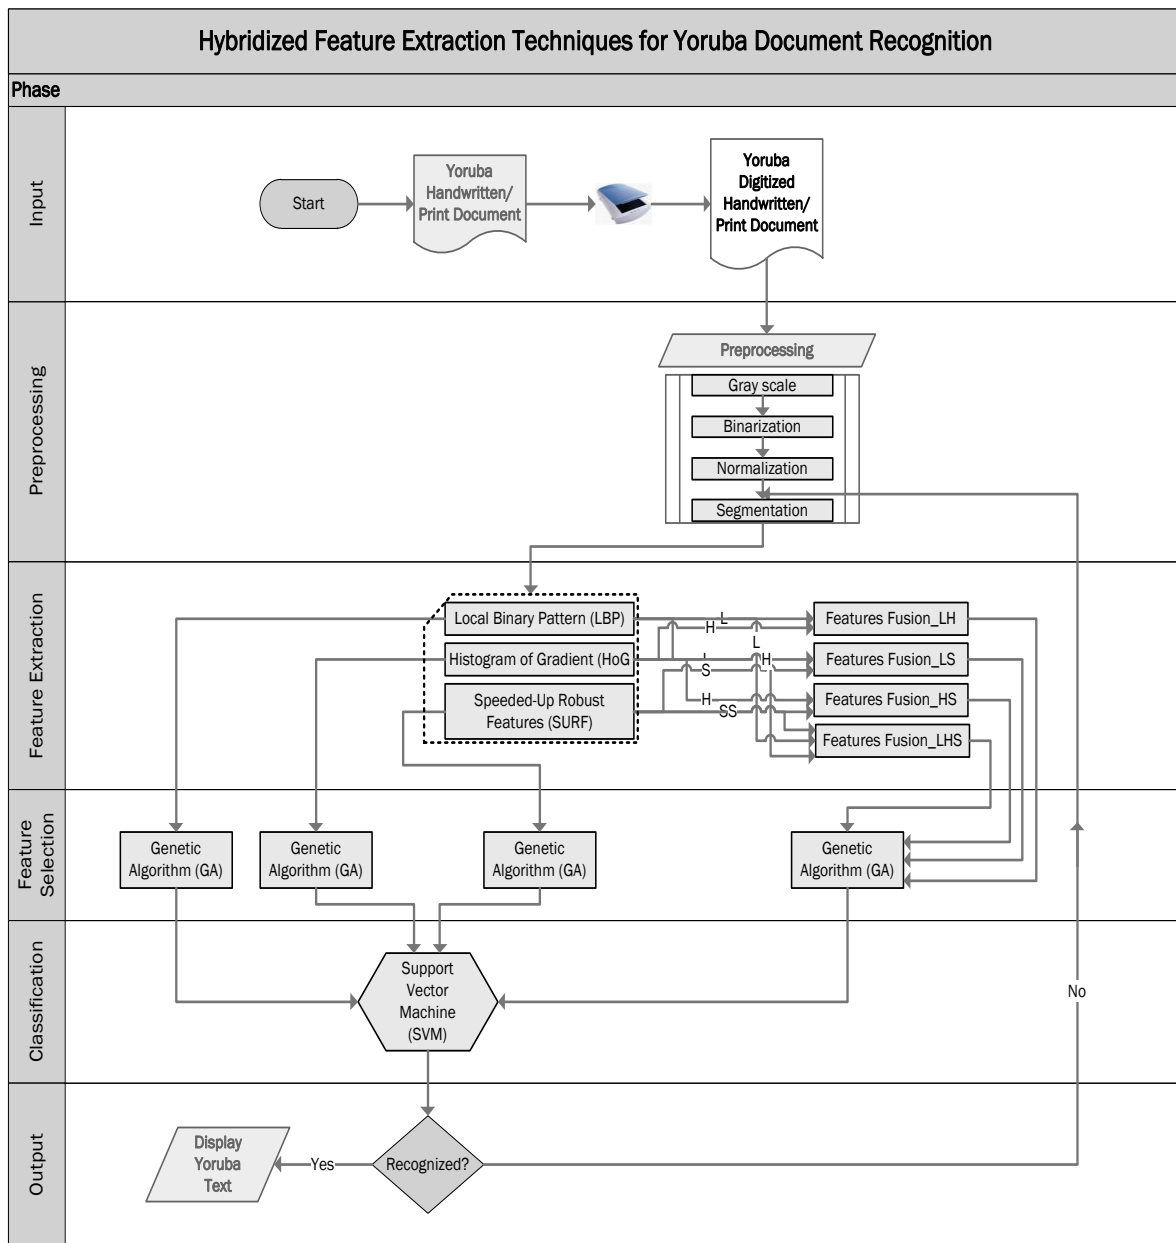 Hybridized Feature Extraction Techniques for Yoruba Document Recognition
Phase
Input
Start
Yoruba
Handwritten/
Print Document
Yoruba
Digitized
Handwritten/
Print Document
Preprocessing
Preprocessing
Gray scale
Binarization
Normalization
Segmentation
Feature Extraction
Local Binary Pattern (LBP)
Histogram of Gradient (HoG
Speeded-Up Robust
Features (SURF)
L
H
L
S
H
H
SS
Features Fusion_LH
Features Fusion_LS
Features Fusion_HS
Features Fusion_LHS
Feature
Selection
Genetic
Algorithm (GA)
Genetic
Algorithm (GA)
Genetic
Algorithm (GA)
Genetic
Algorithm (GA)
Classification
Support
Vector
Machine
(SVM)
No
Output
Display
Yoruba
Text
Yes
Recognized?